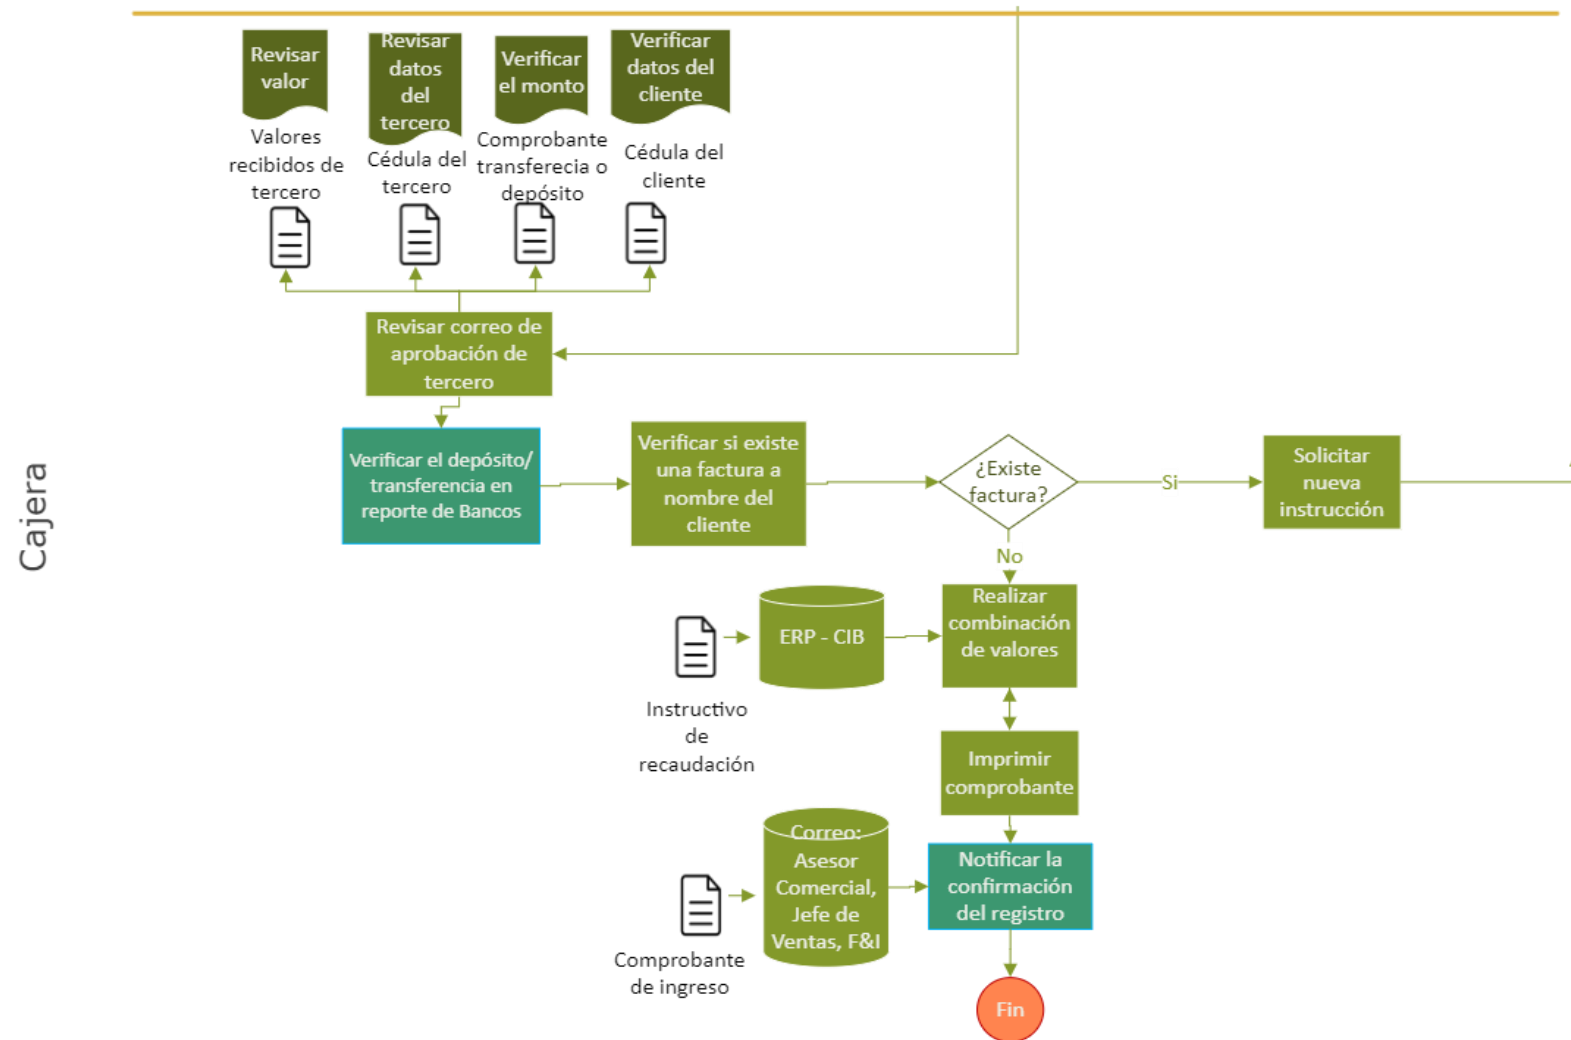 Revisar
valor
Revisar
datos
del
tercero
Verificar
el monto
Verificar
datos del
cliente
Valores
recibidos de
tercero
Cédula del
tercero
Comprobante
transferecia o
depósito
Cédula del
cliente
Revisar correo de
aprobación de
tercero
Cajera
Verificar el depósito/
transferencia en
reporte de Bancos
Verificar si existe
una factura a
nombre del
cliente
¿Existe
factura?
Si
Solicitar
nueva
instrucción
No
Realizar
combinación
de valores
ERP - CIB
Instructivo
de
recaudación
Imprimir
comprobante
Correo:
Asesor
Comercial,
Jefe de
Ventas, F&I
Notificar la
confirmación
del registro
Comprobante
de ingreso
Fin